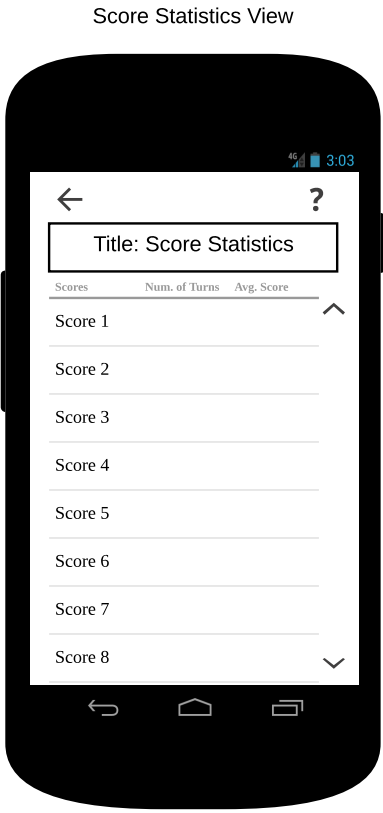 Score Statistics View
4G 3:03
?
Title: Score Statistics
Scores Num. of Turns Avg. Score
Score 1
Score 2
Score 3
Score 4
Score 5
Score 6
Score 7
Score 8